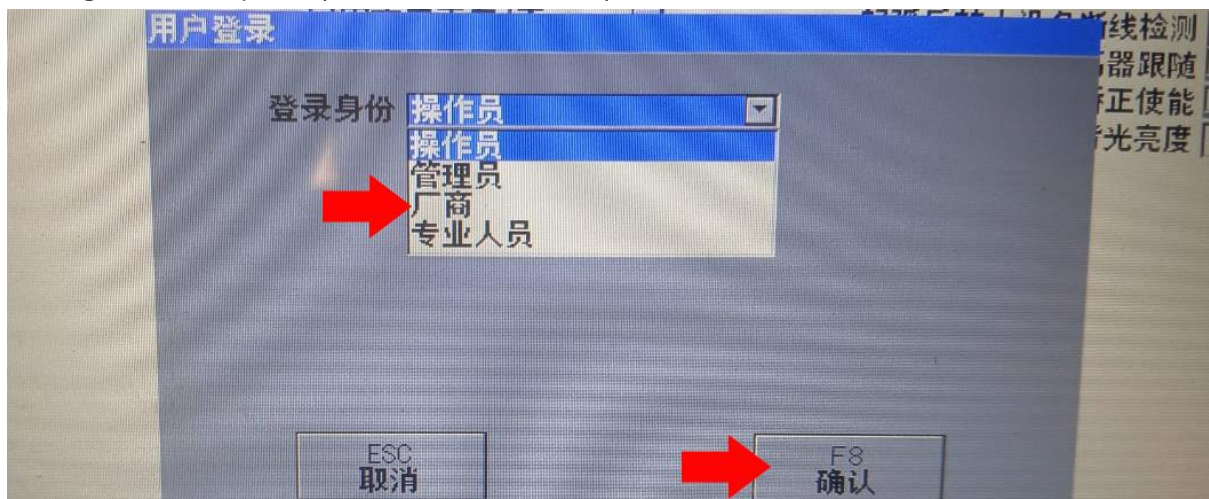 用户登录
线检测
器跟随
登录身份 操作员
正使能
操作员
光亮度
管理员
厂商
专业人员
ESC
取消
F8
确认